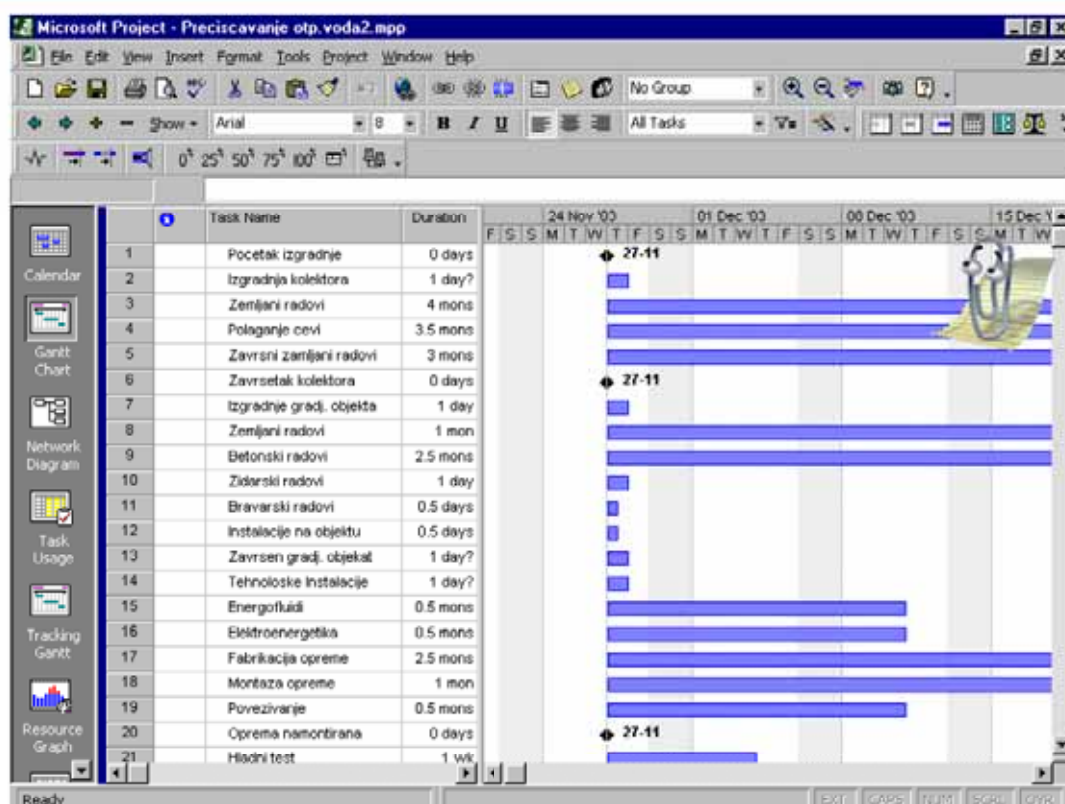 Microsoft Project - Preciscavanje otp.voda2.mpp
File Edit View Insert Format Tools Project Window Help
No Group
Show Arial 8 B I U All Tasks
0% 25% 50% 75% 100%
Task Name Duration 24 Nov '03 01 Dec '03 08 Dec '03 15 Dec
F S S M T W T F S S M T W T F S S M T W T F S S M T W
1 Pocetak izgradnje 0 days 27-11
2 Izgradnja kolektora 1 day?
3 Zemljani radovi 4 mons
4 Polaganje cevi 3.5 mons
5 Zavrsni zamljani radovi 3 mons
6 Zavrsetak kolektora 0 days 27-11
7 Izgradnje gradj. objekta 1 day
8 Zemljani radovi 1 mon
9 Betonski radovi 2.5 mons
10 Zidarski radovi 1 day
11 Bravarski radovi 0.5 days
12 Instalacije na objektu 0.5 days
13 Zavrsen gradj. objekat 1 day?
14 Tehnoloske Instalacije 1 day?
15 Energofluidi 0.5 mons
16 Elektroenergetika 0.5 mons
17 Fabrikacija opreme 2.5 mons
18 Montaza opreme 1 mon
19 Povezivanje 0.5 mons
20 Oprema namontirana 0 days 27-11
21 Hladni test 1 wk
Calendar
Gantt
Chart
Network
Diagram
Task
Usage
Tracking
Gantt
Resource
Graph
Ready EXT CAPS NUM SCRL OVR